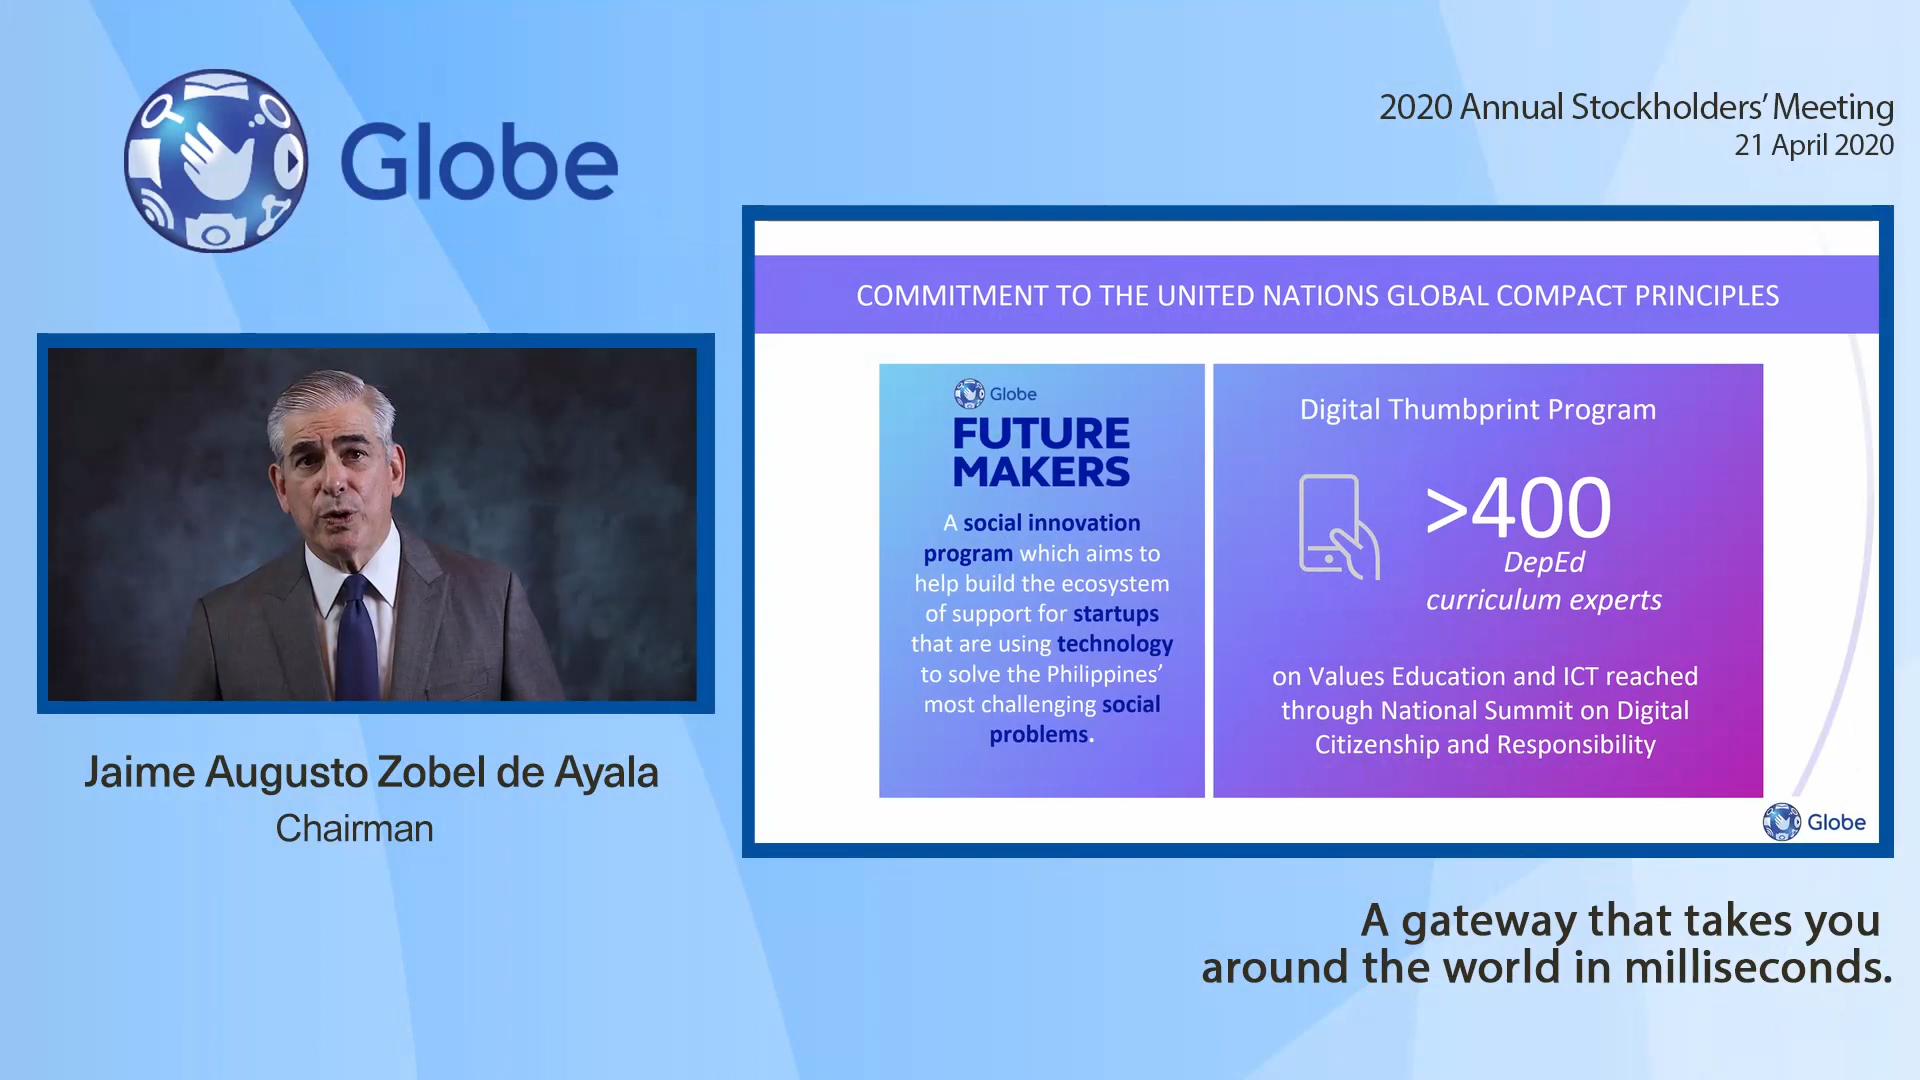 Globe
2020 Annual Stockholders' Meeting
21 April 2020
COMMITMENT TO THE UNITED NATIONS GLOBAL COMPACT PRINCIPLES
Globe
FUTURE
MAKERS
A social innovation
program which aims to
help build the ecosystem
of support for startups
that are using technology
to solve the Philippines'
most challenging social
problems.
Digital Thumbprint Program
>400
DepEd
curriculum experts
on Values Education and ICT reached
through National Summit on Digital
Citizenship and Responsibility
Globe
Jaime Augusto Zobel de Ayala
Chairman
A gateway that takes you
around the world in milliseconds.